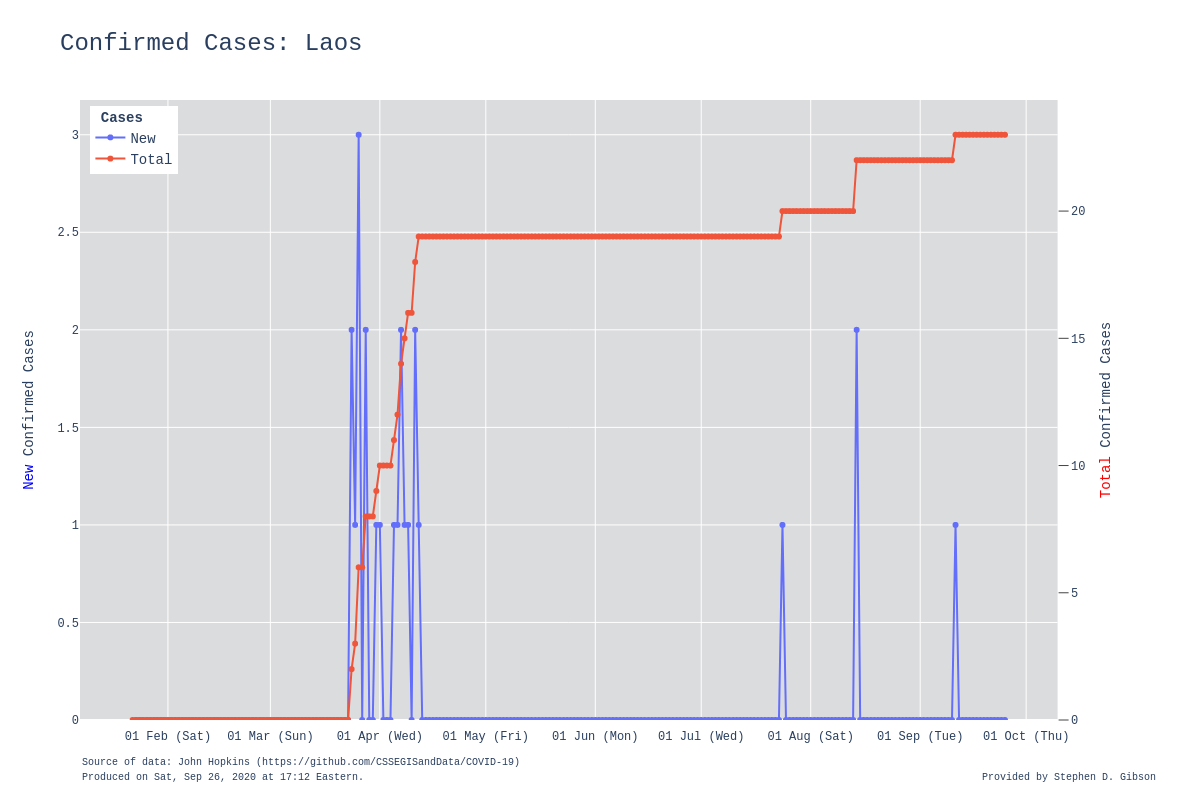 Confirmed Cases: Laos
Cases
New
Total
3
2.5
2
1.5
1
0.5
0
New Confirmed Cases
20
15
10
5
0
Total Confirmed Cases
01 Feb (Sat) 01 Mar (Sun) 01 Apr (Wed) 01 May (Fri) 01 Jun (Mon) 01 Jul (Wed) 01 Aug (Sat) 01 Sep (Tue) 01 Oct (Thu)
Source of data: John Hopkins (https://github.com/CSSEGISandData/COVID-19)
Produced on Sat, Sep 26, 2020 at 17:12 Eastern.
Provided by Stephen D. Gibson